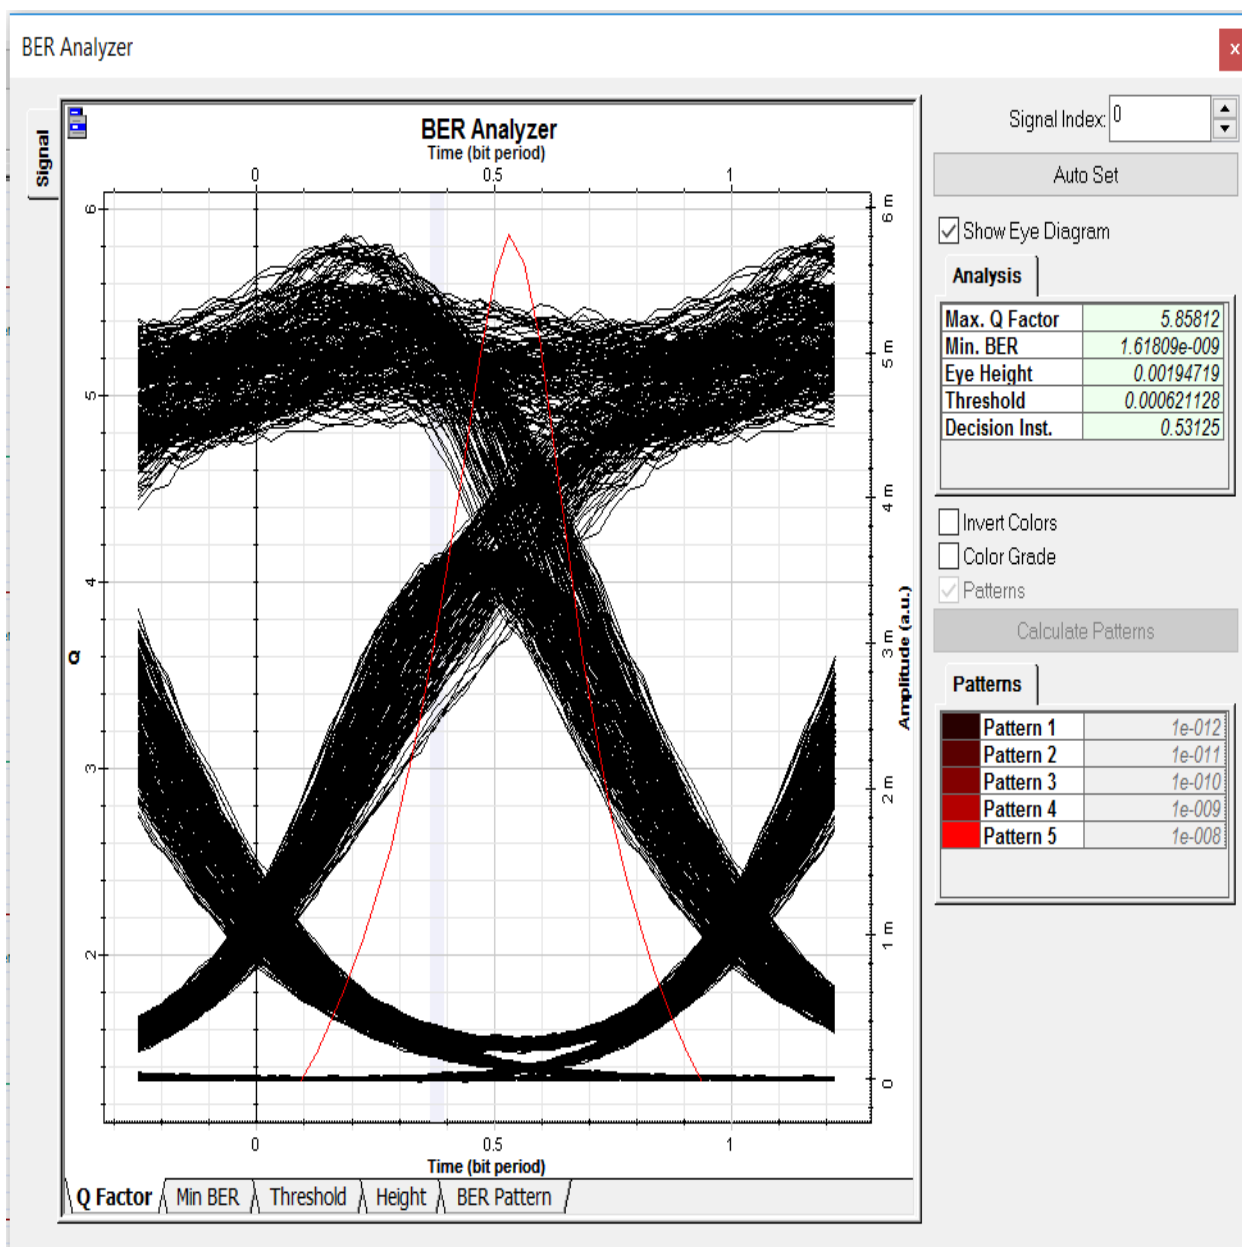 BER Analyzer
x
Signal
BER Analyzer
Time (bit period)
0 0.5 1
6
5
4
3
2
Q
6 m
5 m
4 m
3 m
2 m
1 m
0
Amplitude (a.u.)
0 0.5 1
Time (bit period)
Q Factor Min BER Threshold Height BER Pattern
Signal Index: 0
Auto Set
Show Eye Diagram
Analysis
Max. Q Factor 5.85812
Min. BER 1.61809e-009
Eye Height 0.00194719
Threshold 0.000621128
Decision Inst. 0.53125
Invert Colors
Color Grade
Patterns
Calculate Patterns
Patterns
Pattern 1 1e-012
Pattern 2 1e-011
Pattern 3 1e-010
Pattern 4 1e-009
Pattern 5 1e-008